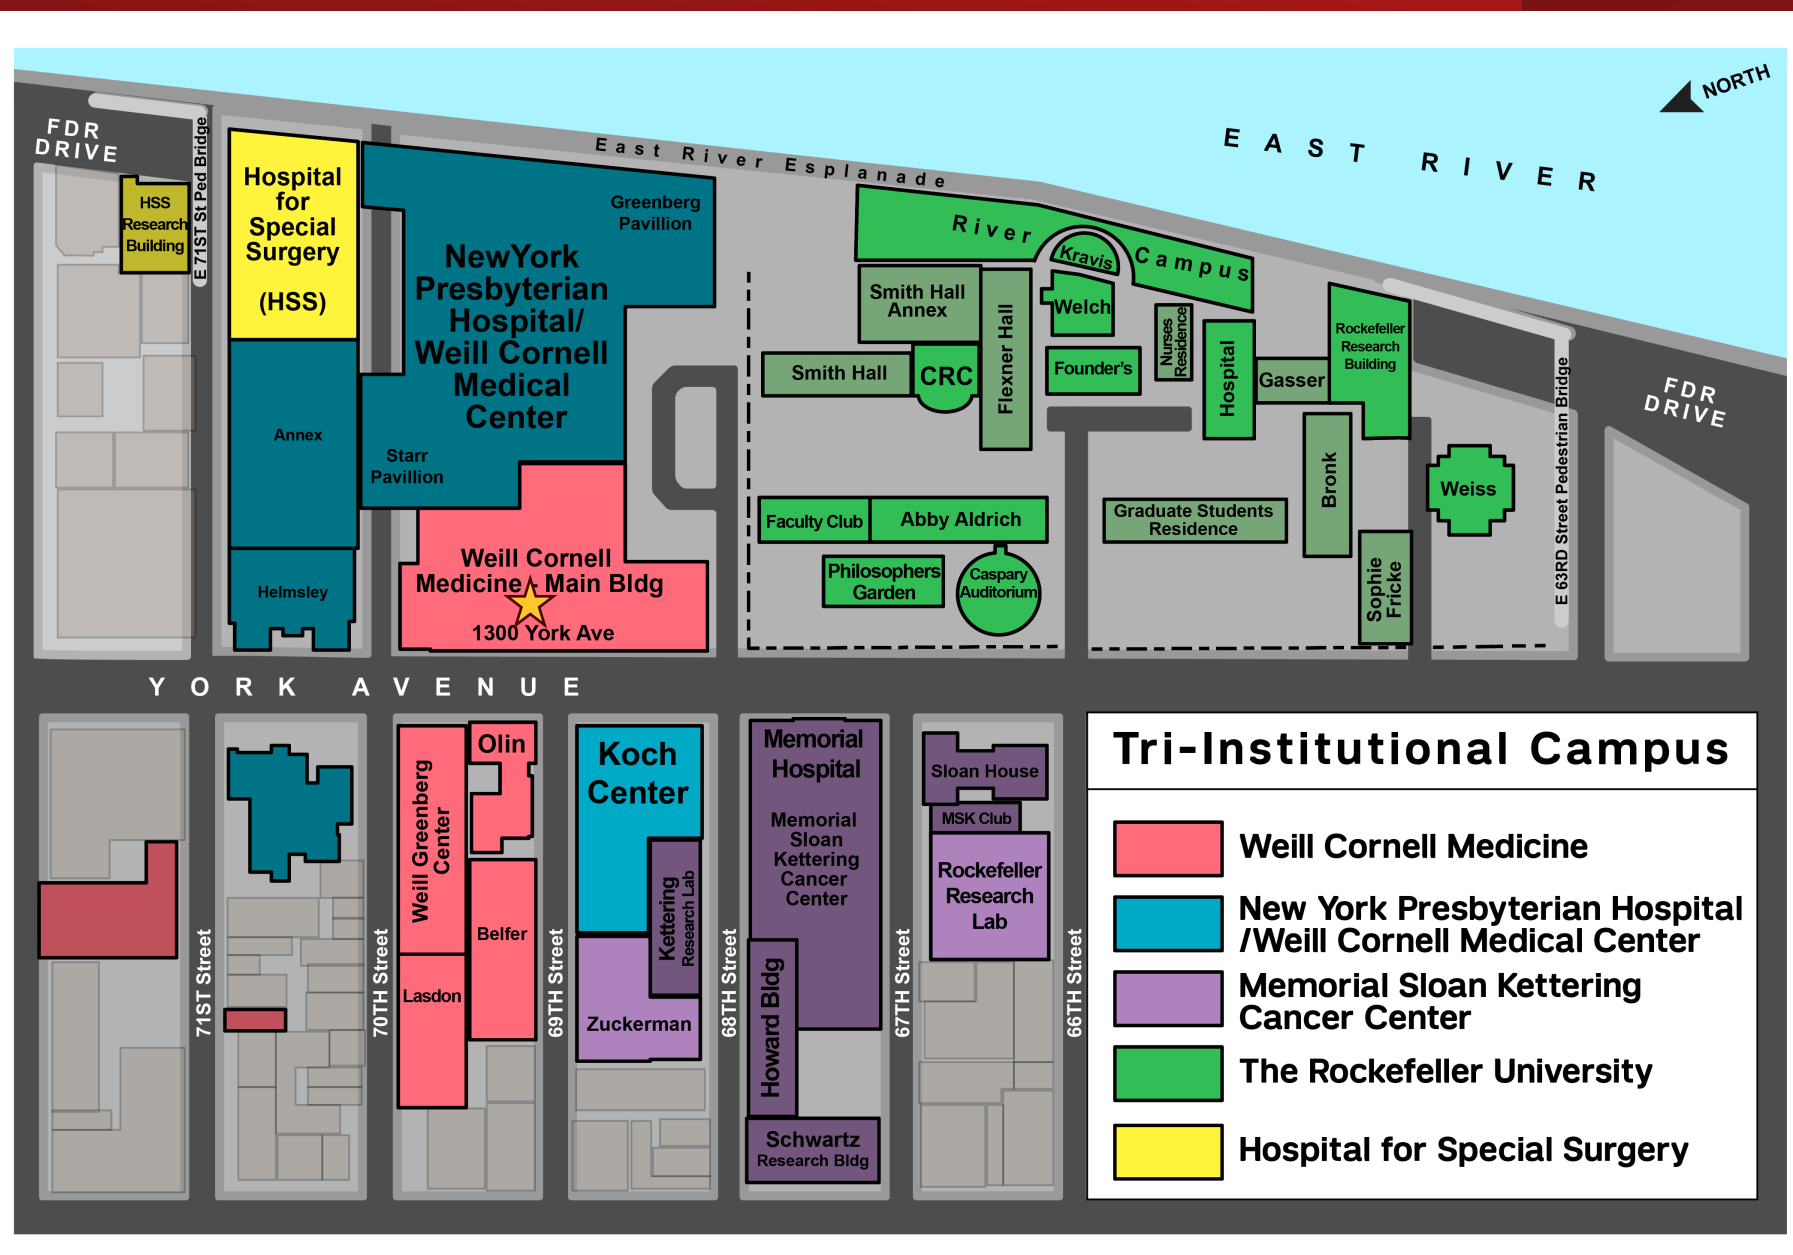 NORTH
EAST RIVER
FDR
DRIVE
E 71ST St Ped Bridge
East River Esplanade
HSS
Research
Building
Hospital
for
Special
Surgery
(HSS)
Annex
Helmsley
Greenberg
Pavillion
NewYork
Presbyterian
Hospital/
Weill Cornell
Medical
Center
Starr
Pavillion
Weill Cornell
Medicine - Main Bldg
1300 York Ave
River Campus
Kravis
Smith Hall
Annex
Flexner Hall
Welch
Nurses
Residence
Smith Hall
CRC
Founder's
Hospital
Gasser
Rockefeller
Research
Building
Bronk
Weiss
E 63RD Street Pedestrian Bridge
FDR
DRIVE
Faculty Club
Abby Aldrich
Graduate Students
Residence
Philosophers
Garden
Caspary
Auditorium
Sophie
Fricke
YORK AVENUE
71ST Street
70TH Street
Weill Greenberg
Center
Olin
Belfer
Lasdon
69TH Street
Koch
Center
Kettering
Research Lab
Zuckerman
68TH Street
Memorial
Hospital
Memorial
Sloan
Kettering
Cancer
Center
Howard Bldg
Schwartz
Research Bldg
67TH Street
Sloan House
MSK Club
Rockefeller
Research
Lab
66TH Street
Tri-Institutional Campus
Weill Cornell Medicine
New York Presbyterian Hospital
/Weill Cornell Medical Center
Memorial Sloan Kettering
Cancer Center
The Rockefeller University
Hospital for Special Surgery